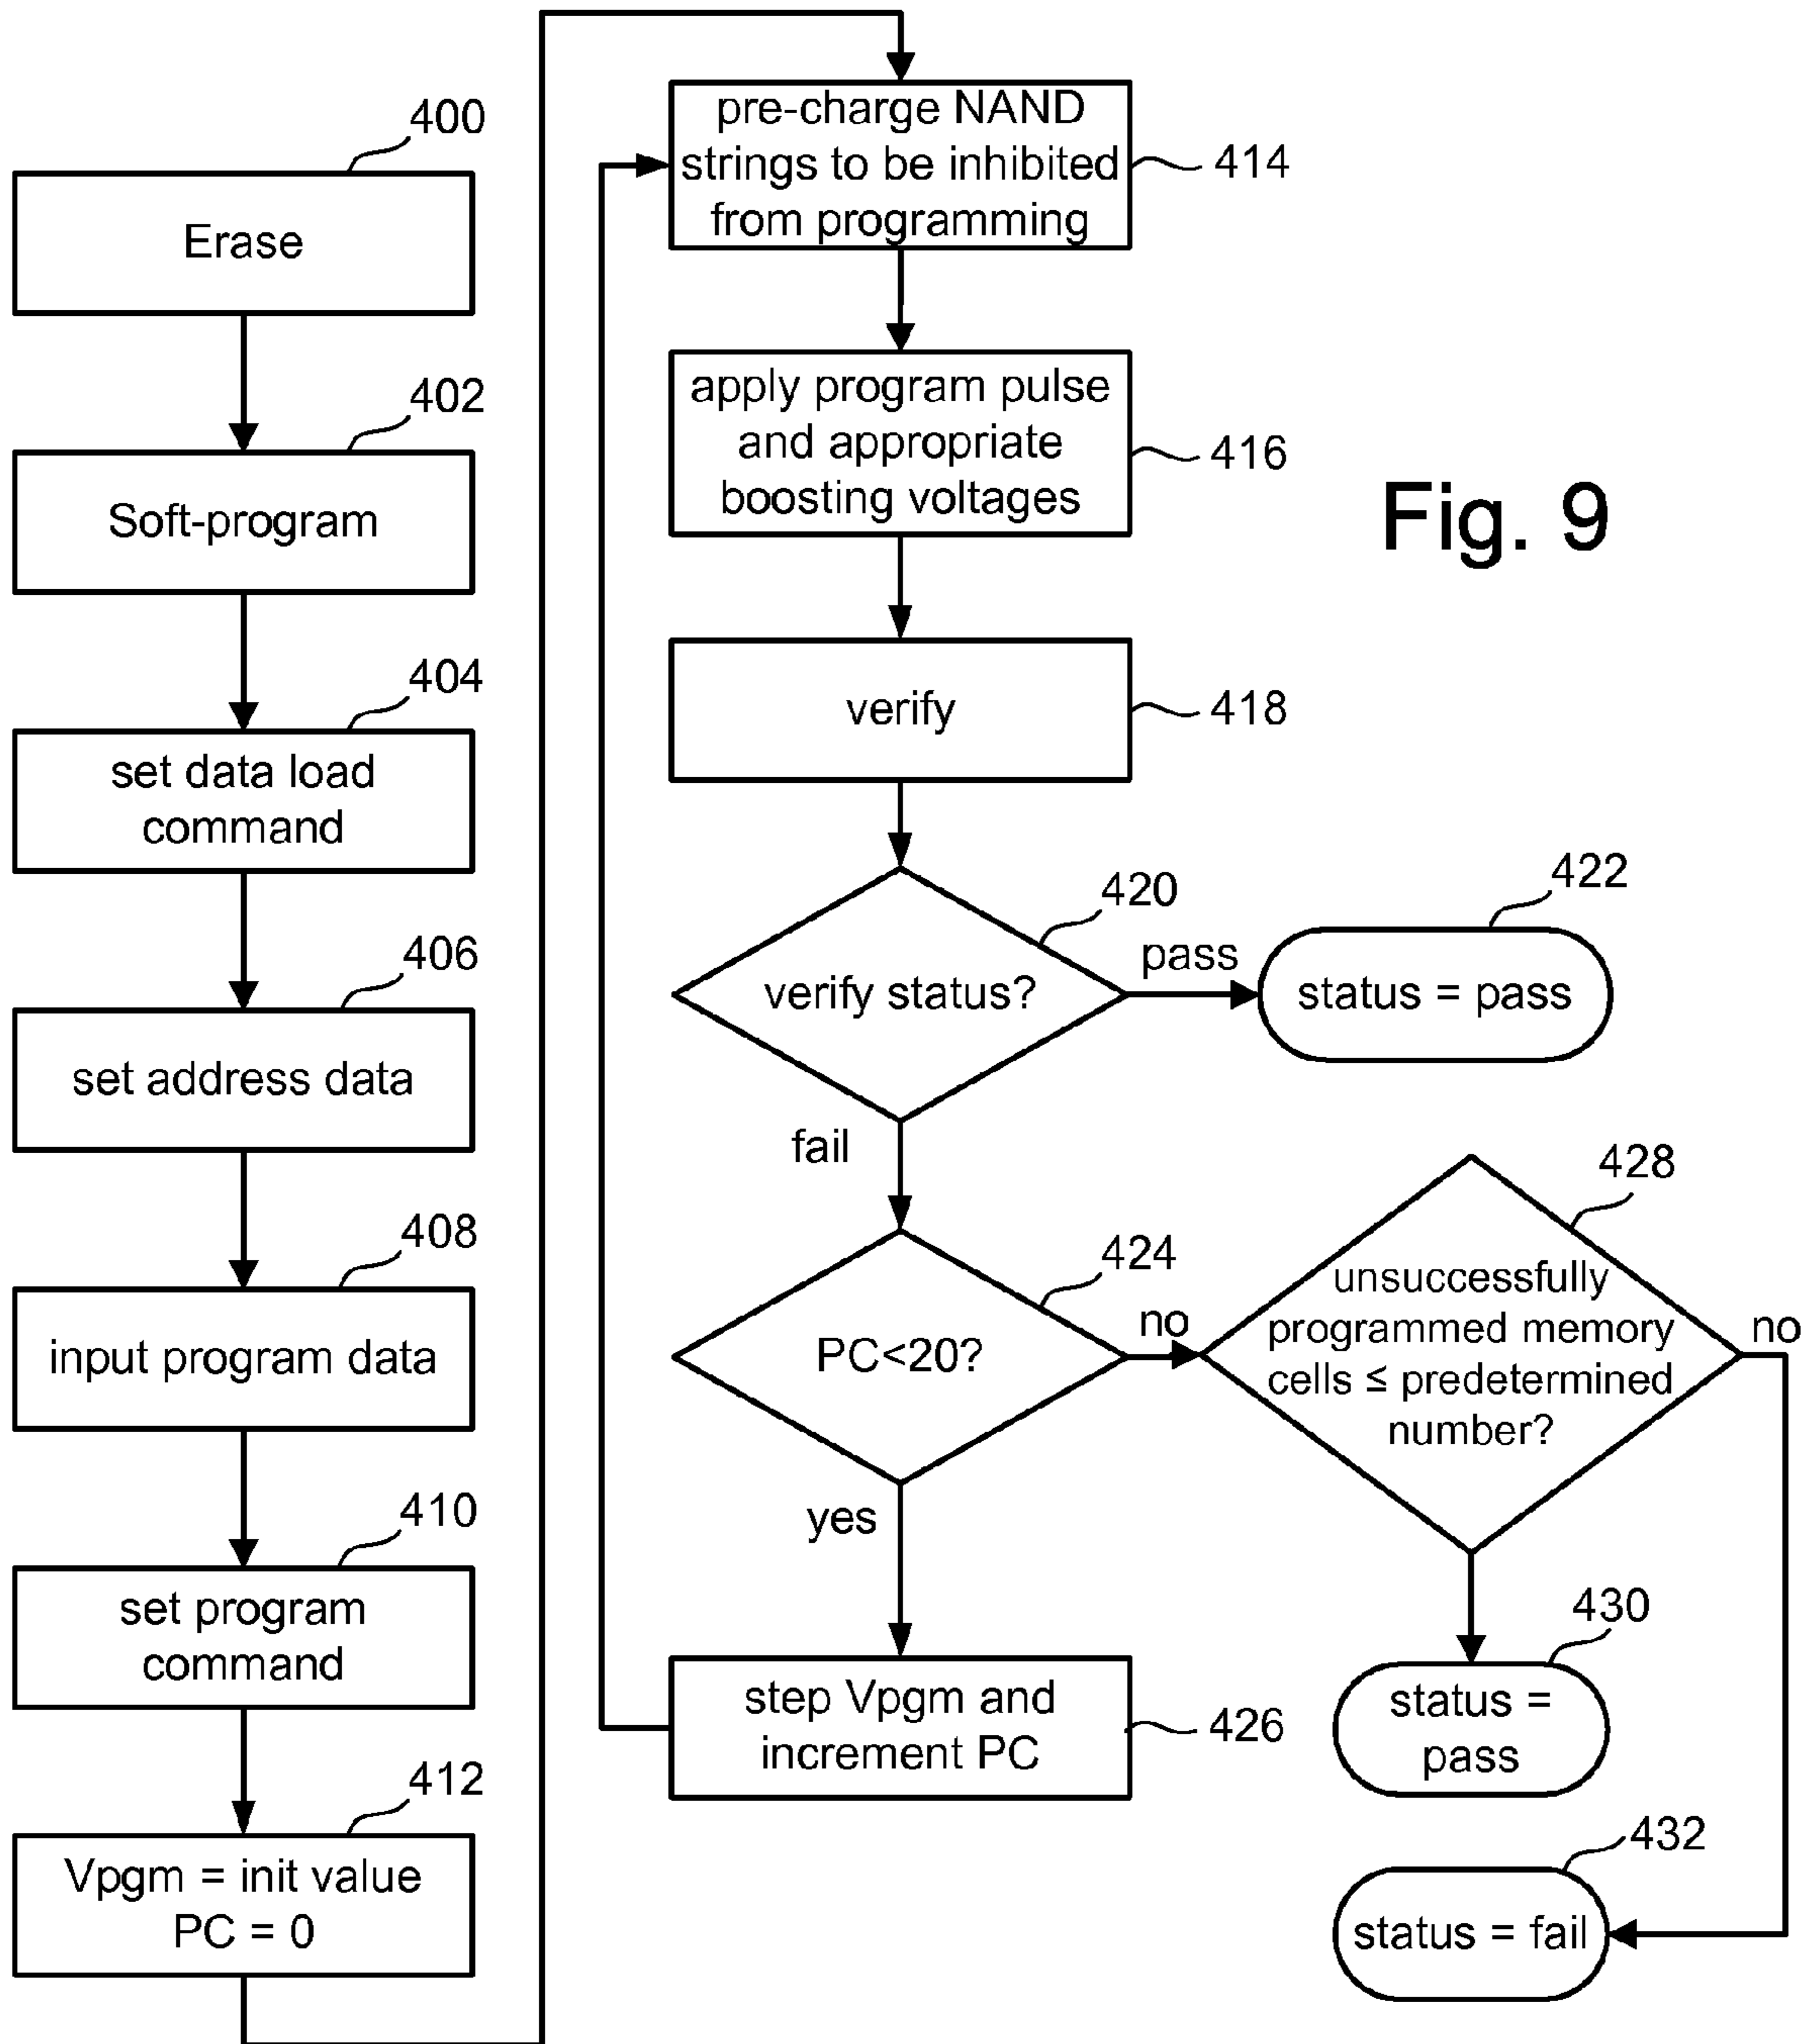 400
Erase
402
Soft-program
404
set data load
command
406
set address data
408
input program data
410
set program
command
412
Vpgm = init value
PC = 0
pre-charge NAND
strings to be inhibited
from programming
414
apply program pulse
and appropriate
boosting voltages
416
Fig. 9
verify
418
420
verify status?
pass
422
status = pass
fail
424
PC<20?
no
428
unsuccessfully
programmed memory
cells ≤ predetermined
number?
no
yes
step Vpgm and
increment PC
426
430
status =
pass
432
status = fail